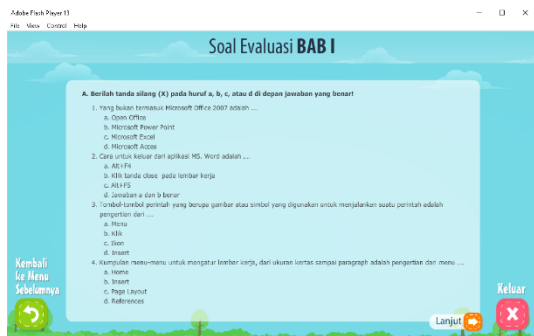 Adobe Flash Player 13
File View Control Help
Soal Evaluasi BAB I
A. Berilah tanda silang (X) pada huruf a, b, c, atau d di depan jawaban yang benar!
1. Yang bukan termasuk Microsoft Office 2007 adalah ....
a. Open Office
b. Microsoft Power Point
c. Microsoft Excel
d. Microsoft Acces
2. Cara untuk keluar dari aplikasi MS. Word adalah ....
a. Alt+F4
b. Klik tanda close pada lembar kerja
c. Alt+F5
d. Jawaban a dan b benar
3. Tombol-tombol perintah yang berupa gambar atau simbol yang digunakan untuk menjalankan suatu perintah adalah
pengertian dari ....
a. Menu
b. Klik
c. Ikon
d. Insert
4. Kumpulan menu-menu untuk mengatur lembar kerja, dari ukuran kertas sampai paragraph adalah pengertian dari menu ....
a. Home
b. Insert
c. Page Layout
d. References
Kembali
ke Menu
Sebelumnya
Keluar
Lanjut